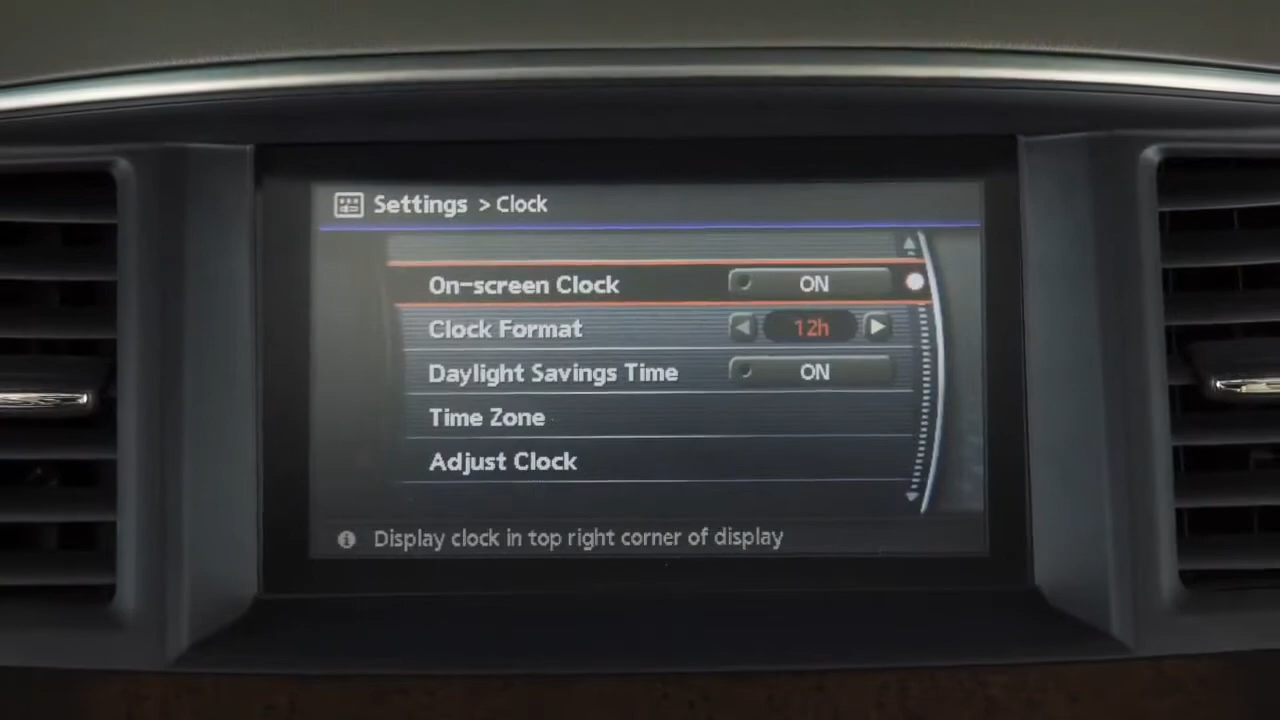 Settings > Clock
On-screen Clock ON
Clock Format 12h
Daylight Savings Time ON
Time Zone
Adjust Clock
Display clock in top right corner of display